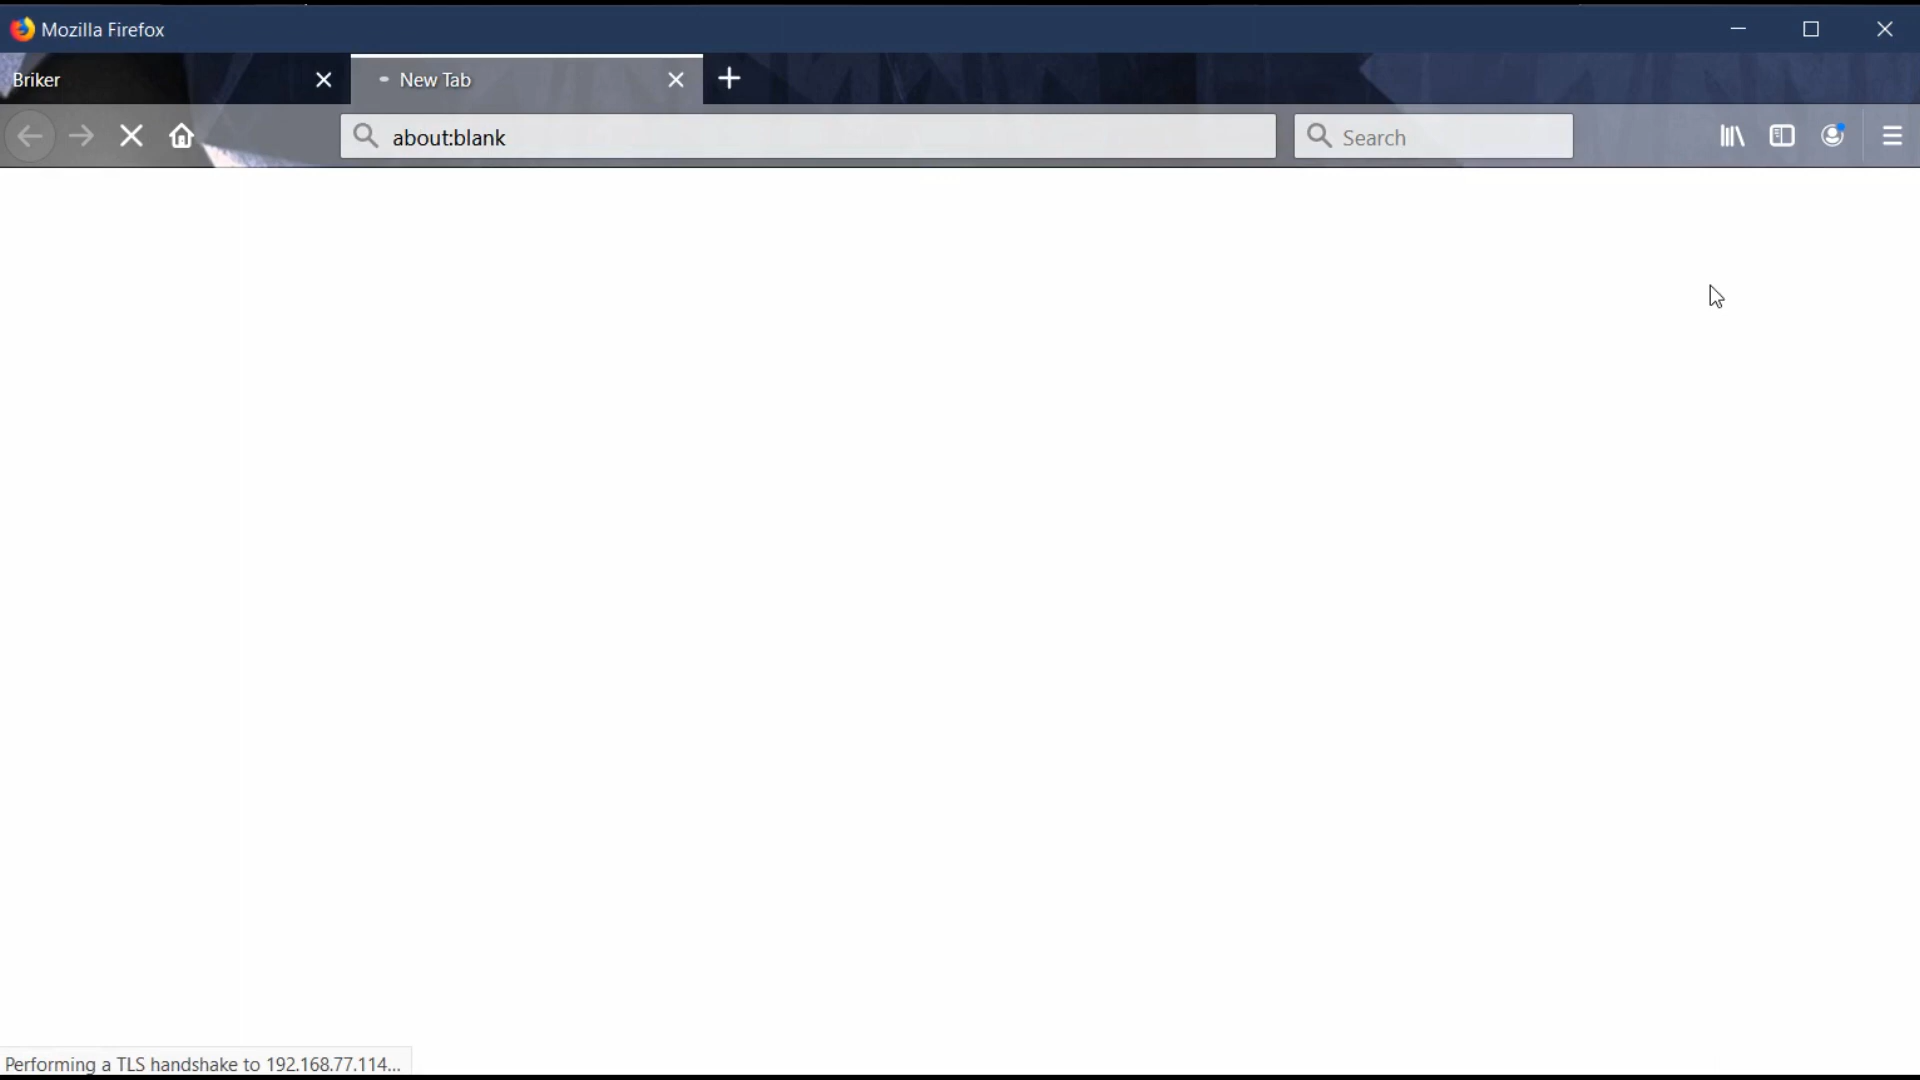 Mozilla Firefox
Briker
New Tab
about:blank
Search
Performing a TLS handshake to 192.168.77.114...